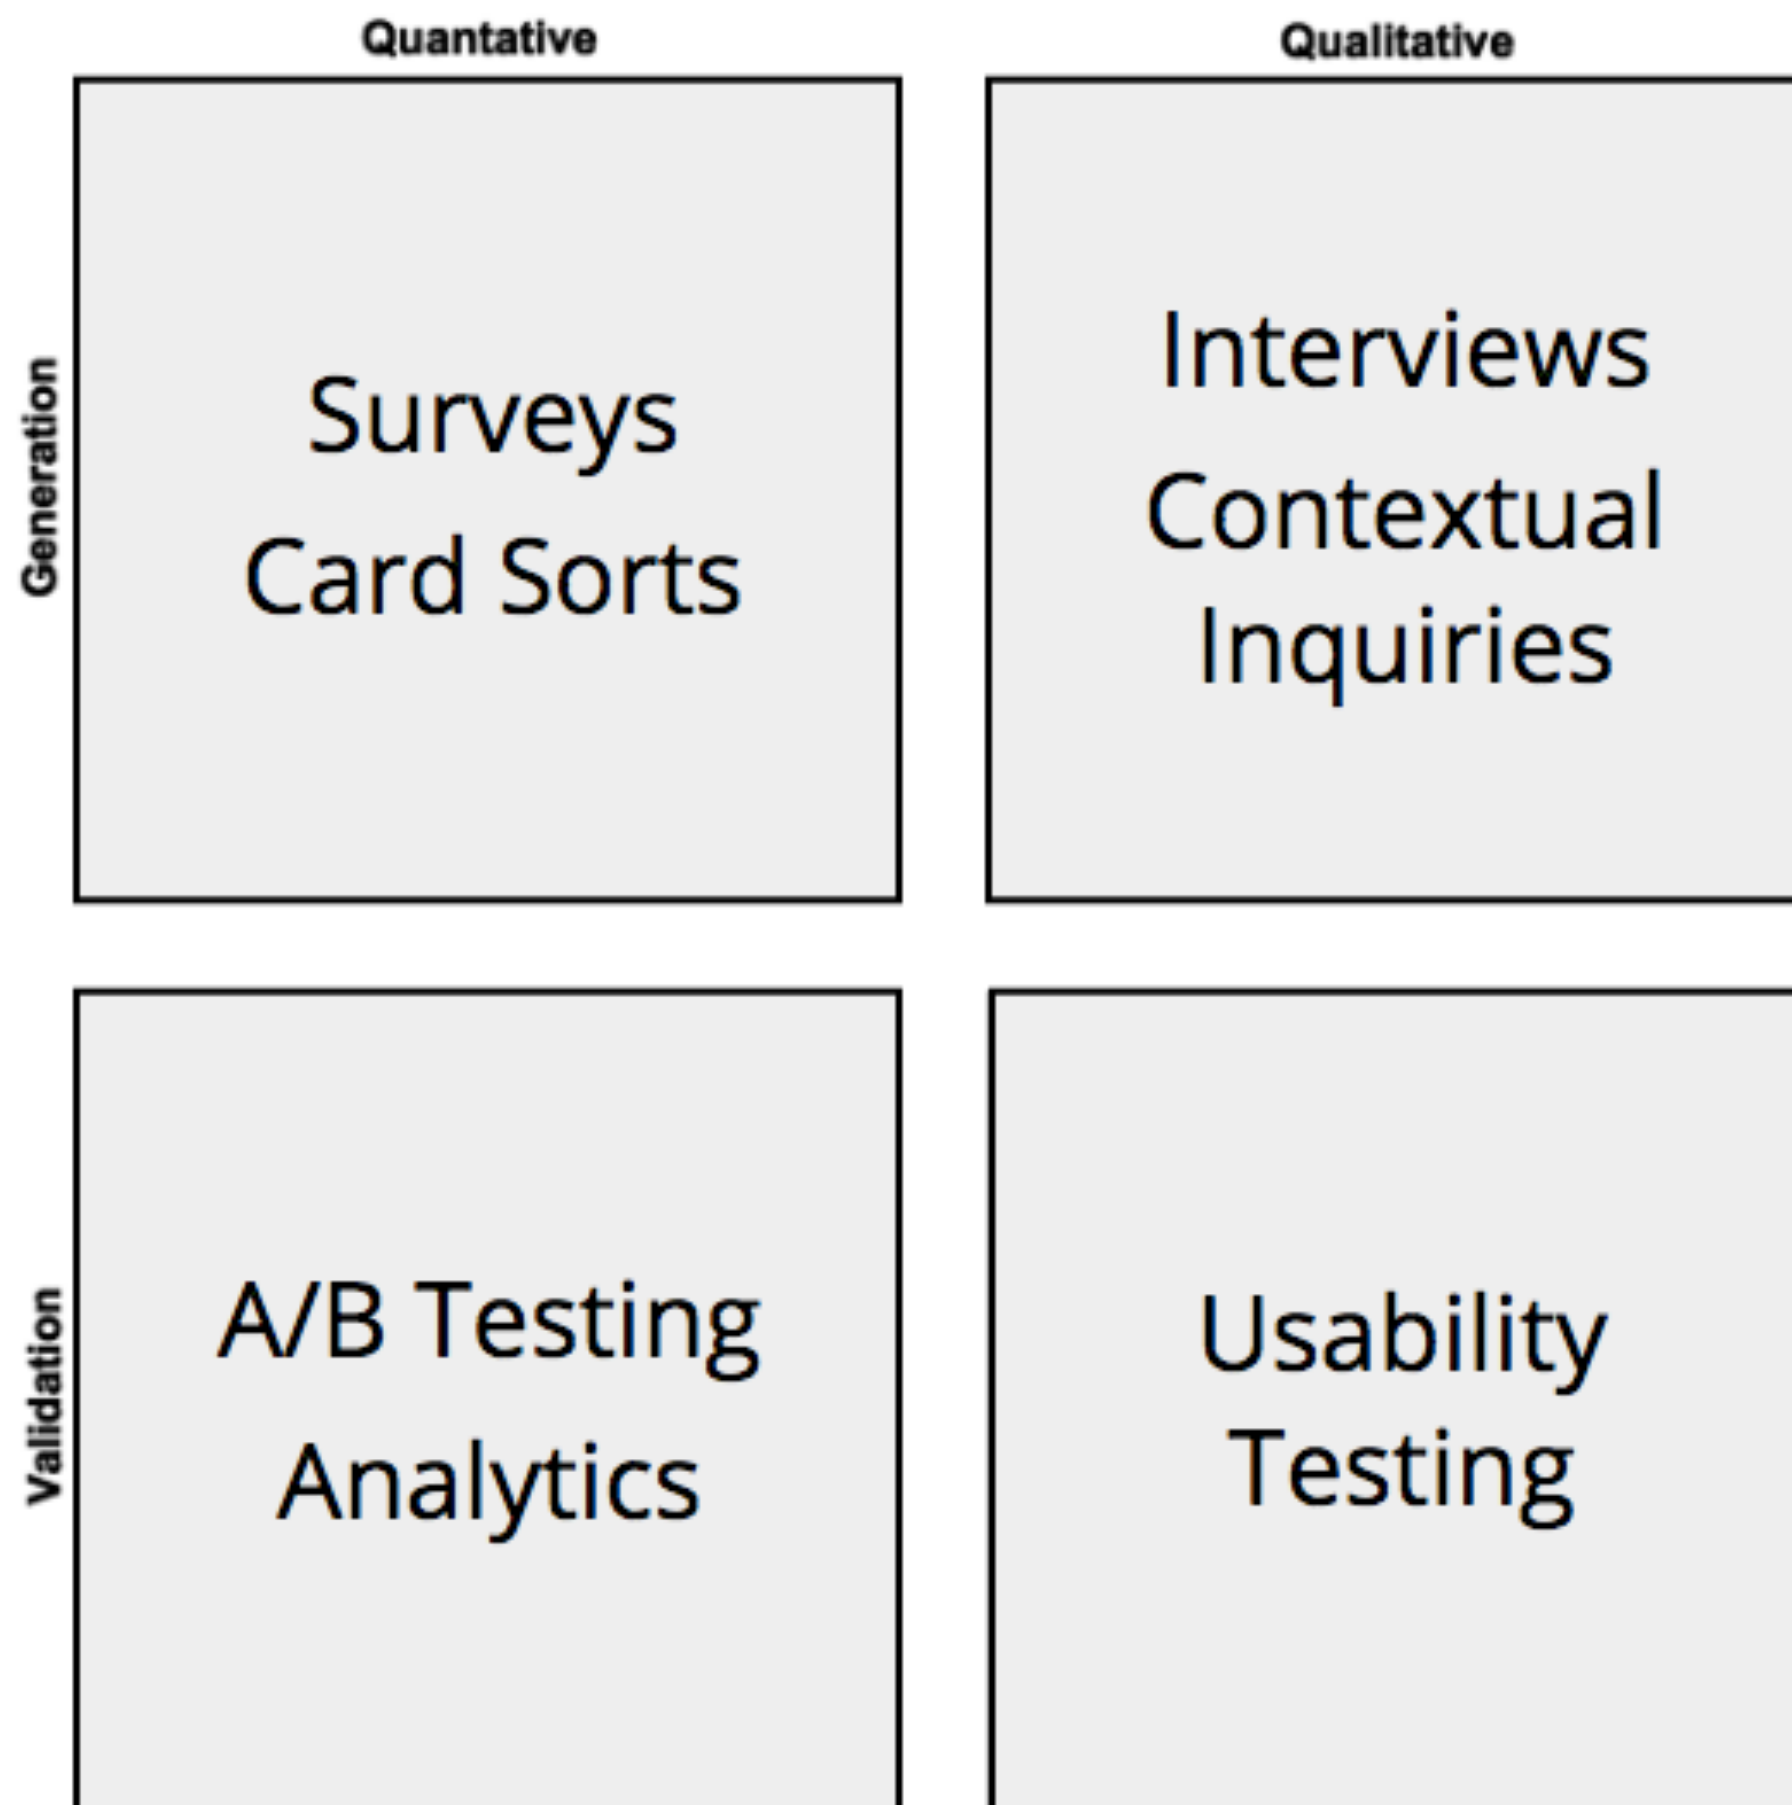 Quantative
Qualitative
Generation
Surveys
Card Sorts
Interviews
Contextual
Inquiries
Validation
A/B Testing
Analytics
Usability
Testing